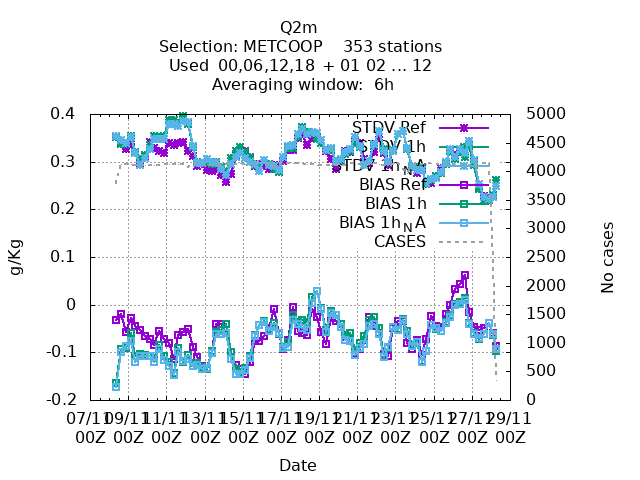 Q2m
Selection: METCOOP    353 stations
Used  00,06,12,18 + 01 02 ... 12
Averaging window:  6h
STDV Ref
STDV 1h
STDV 1h_NA
BIAS Ref
BIAS 1h
BIAS 1h_NA
CASES
0.4
0.3
0.2
0.1
0
-0.1
-0.2
g/Kg
5000
4500
4000
3500
3000
2500
2000
1500
1000
500
0
No cases
07/11 09/11 11/11 13/11 15/11 17/11 19/11 21/11 23/11 25/11 27/11 29/11
00Z 00Z 00Z 00Z 00Z 00Z 00Z 00Z 00Z 00Z 00Z 00Z
Date